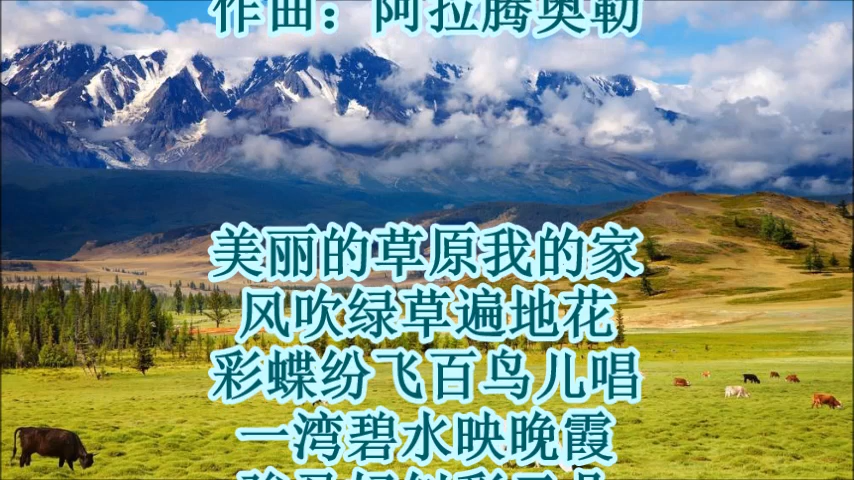 作曲：阿拉腾奥勒
美丽的草原我的家
风吹绿草遍地花
彩蝶纷飞百鸟儿唱
一湾碧水映晚霞